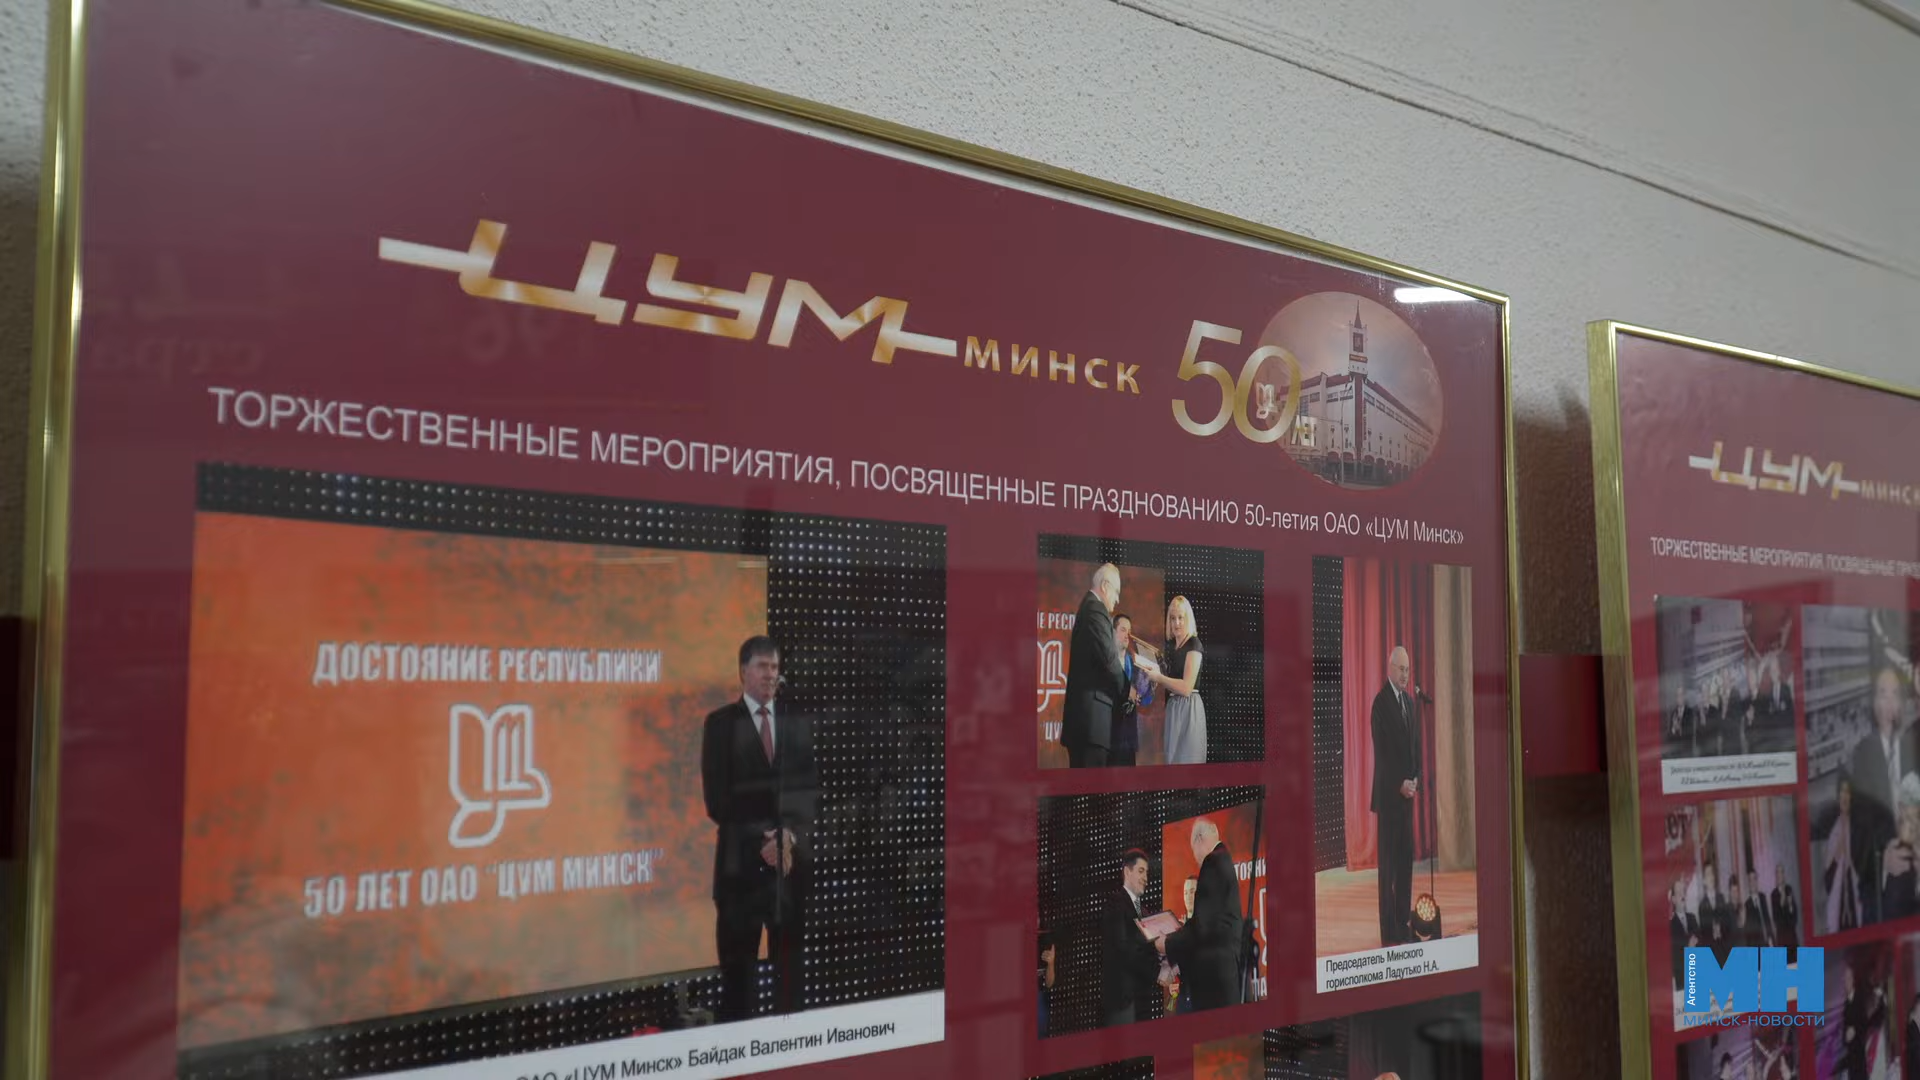 ЦУМ МИНСК 50 ЛЕТ
ТОРЖЕСТВЕННЫЕ МЕРОПРИЯТИЯ, ПОСВЯЩЕННЫЕ ПРАЗДНОВАНИЮ 50-летия ОАО «ЦУМ Минск»
ДОСТОЯНИЕ РЕСПУБЛИКИ
50 ЛЕТ ОАО "ЦУМ МИНСК"
ОАО «ЦУМ Минск» Байдак Валентин Иванович
Председатель Минского
горисполкома Ладутько Н.А.
ЦУМ МИНСК
ТОРЖЕСТВЕННЫЕ МЕРОПРИЯТИЯ, ПОСВЯЩЕННЫЕ
Агентство
МН
МИНСК-НОВОСТИ